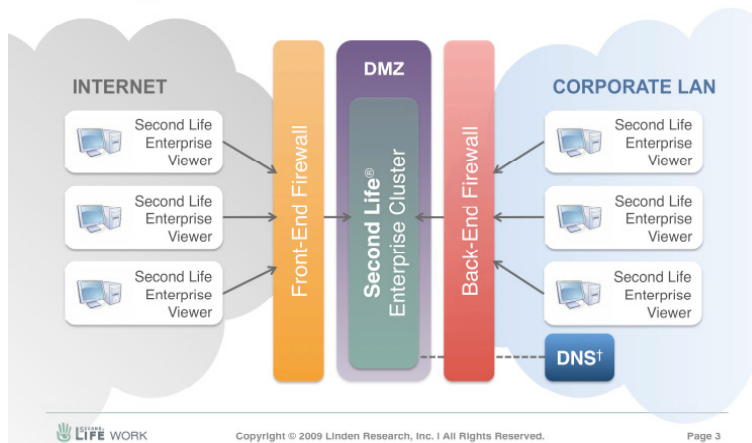 INTERNET
DMZ
CORPORATE LAN
Second Life
Enterprise
Viewer
Second Life
Enterprise
Viewer
Second Life
Enterprise
Viewer
Front-End Firewall
Second Life®
Enterprise Cluster
Back-End Firewall
Second Life
Enterprise
Viewer
Second Life
Enterprise
Viewer
Second Life
Enterprise
Viewer
DNS†
SECOND
LIFE WORK
Copyright © 2009 Linden Research, Inc. I All Rights Reserved.
Page 3